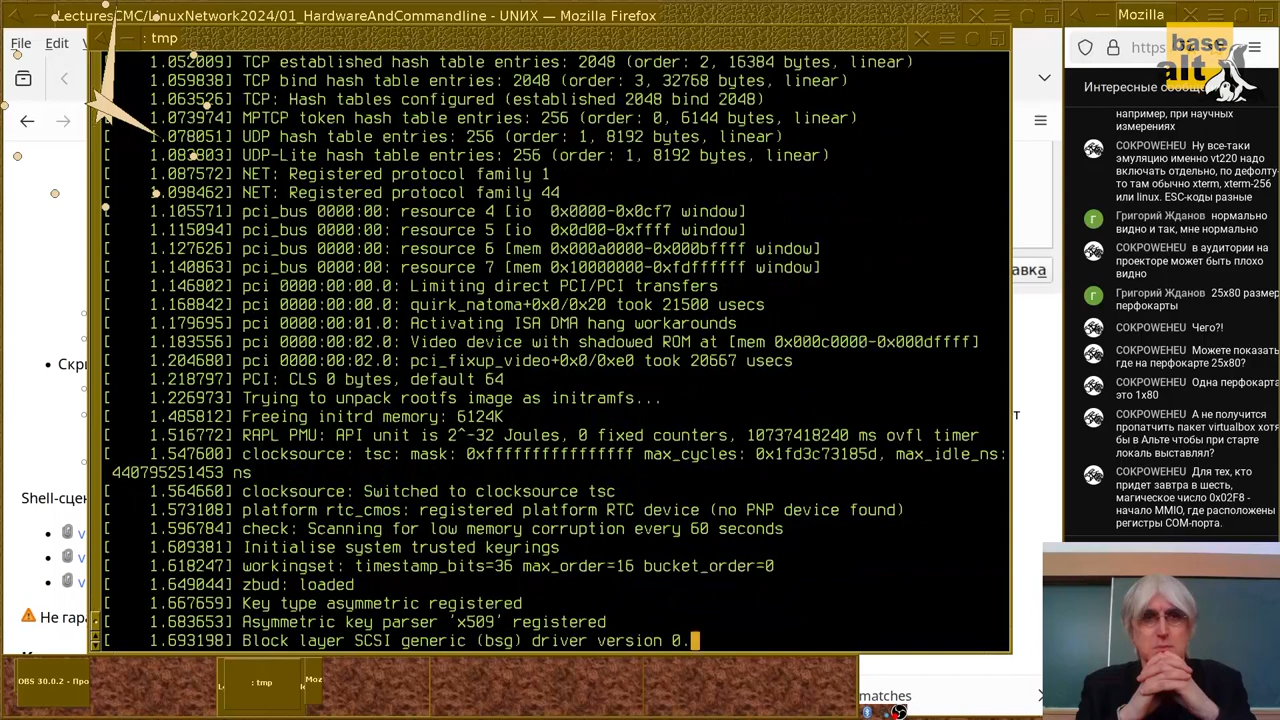 LecturesCMC/LinuxNetwork2024/01_HardwareAndCommandline - UNИX — Mozilla Firefox
Mozilla
File Edit
: tmp
https
base
alt
Интересные сообще
[ 1.052009] TCP established hash table entries: 2048 (order: 2, 16384 bytes, linear)
[ 1.059838] TCP bind hash table entries: 2048 (order: 3, 32768 bytes, linear)
[ 1.063526] TCP: Hash tables configured (established 2048 bind 2048)
[ 1.073974] MPTCP token hash table entries: 256 (order: 0, 6144 bytes, linear)
[ 1.078051] UDP hash table entries: 256 (order: 1, 8192 bytes, linear)
[ 1.083803] UDP-Lite hash table entries: 256 (order: 1, 8192 bytes, linear)
[ 1.087572] NET: Registered protocol family 1
[ 1.098462] NET: Registered protocol family 44
[ 1.105571] pci_bus 0000:00: resource 4 [io  0x0000-0x0cf7 window]
[ 1.115094] pci_bus 0000:00: resource 5 [io  0x0d00-0xffff window]
[ 1.127626] pci_bus 0000:00: resource 6 [mem 0x000a0000-0x000bffff window]
[ 1.140863] pci_bus 0000:00: resource 7 [mem 0x10000000-0xfdffffff window]
[ 1.146802] pci 0000:00:00.0: Limiting direct PCI/PCI transfers
[ 1.168842] pci 0000:00:00.0: quirk_natoma+0x0/0x20 took 21500 usecs
[ 1.179695] pci 0000:00:01.0: Activating ISA DMA hang workarounds
[ 1.183556] pci 0000:00:02.0: Video device with shadowed ROM at [mem 0x000c0000-0x000dffff]
[ 1.204680] pci 0000:00:02.0: pci_fixup_video+0x0/0xe0 took 20667 usecs
[ 1.218797] PCI: CLS 0 bytes, default 64
[ 1.226973] Trying to unpack rootfs image as initramfs...
[ 1.485812] Freeing initrd memory: 6124K
[ 1.516772] RAPL PMU: API unit is 2^-32 Joules, 0 fixed counters, 10737418240 ms ovfl timer
[ 1.547600] clocksource: tsc: mask: 0xffffffffffffffff max_cycles: 0x1fd3c73185d, max_idle_ns:
440795251453 ns
[ 1.564660] clocksource: Switched to clocksource tsc
[ 1.573108] platform rtc_cmos: registered platform RTC device (no PNP device found)
[ 1.596784] check: Scanning for low memory corruption every 60 seconds
[ 1.609381] Initialise system trusted keyrings
[ 1.618247] workingset: timestamp_bits=36 max_order=16 bucket_order=0
[ 1.649044] zbud: loaded
[ 1.667659] Key type asymmetric registered
[ 1.683653] Asymmetric key parser 'x509' registered
[ 1.693198] Block layer SCSI generic (bsg) driver version 0.
Скри
Shell-сцен
Не гара
авка
т
например, при научных
измерениях
COKPOWEHEU Ну все-таки
эмуляцию именно vt220 надо
включать отдельно, по дефолту-
то там обычно xterm, xterm-256
или linux. ESC-коды разные
Григорий Жданов нормально
видно и так, мне нормально
COKPOWEHEU в аудитории на
проекторе может быть плохо
видно
Григорий Жданов 25x80 размер
перфокарты
COKPOWEHEU Чего?!
COKPOWEHEU Можете показать
где на перфокарте 25x80?
COKPOWEHEU Одна перфокарта
это 1x80
COKPOWEHEU А не получится
пропатчить пакет virtualbox хотя
бы в Альте чтобы при старте
локаль выставлял?
COKPOWEHEU Для тех, кто
придет завтра в шесть,
магическое число 0x02F8 -
начало MMIO, где расположены
регистры COM-порта.
OBS 30.0.2 - Про
: tmp
Moz
matches